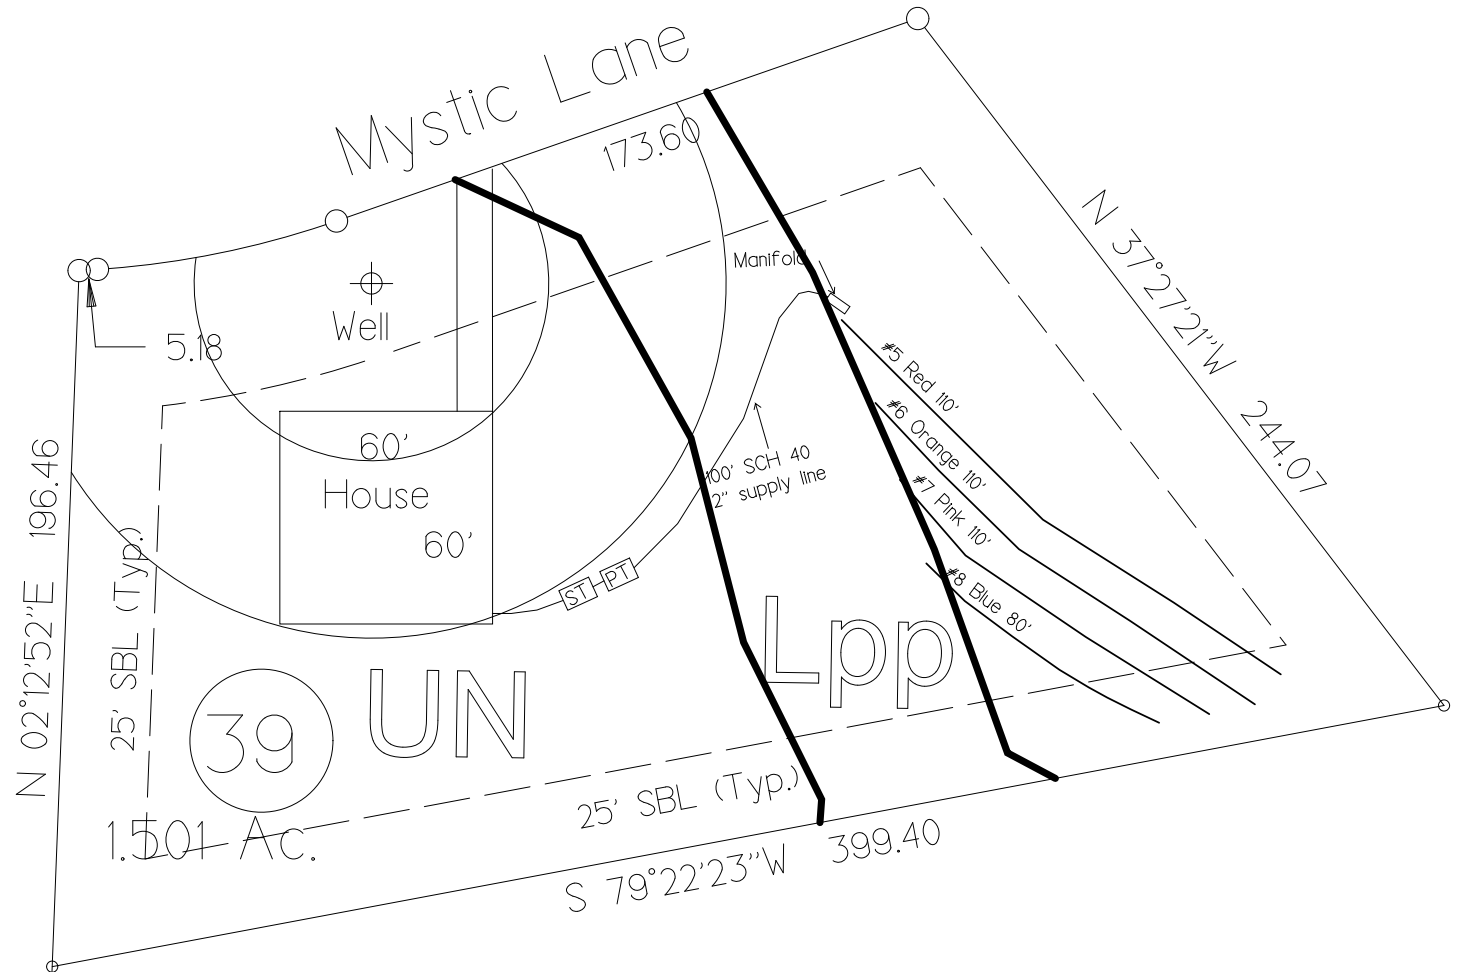 Mystic Lane
173.60
N 37°27'21"W 244.07
Manifold
Well
5.18
#5 Red 110'
#6 Orange 110'
#7 Pink 110'
#8 Blue 80'
60'
House
60'
100' SCH 40
2" supply line
N 02°12'52"E 196.46
25' SBL (Typ.)
ST
PT
Lpp
UN
39
1.501 Ac.
25' SBL (Typ.)
S 79°22'23"W 399.40